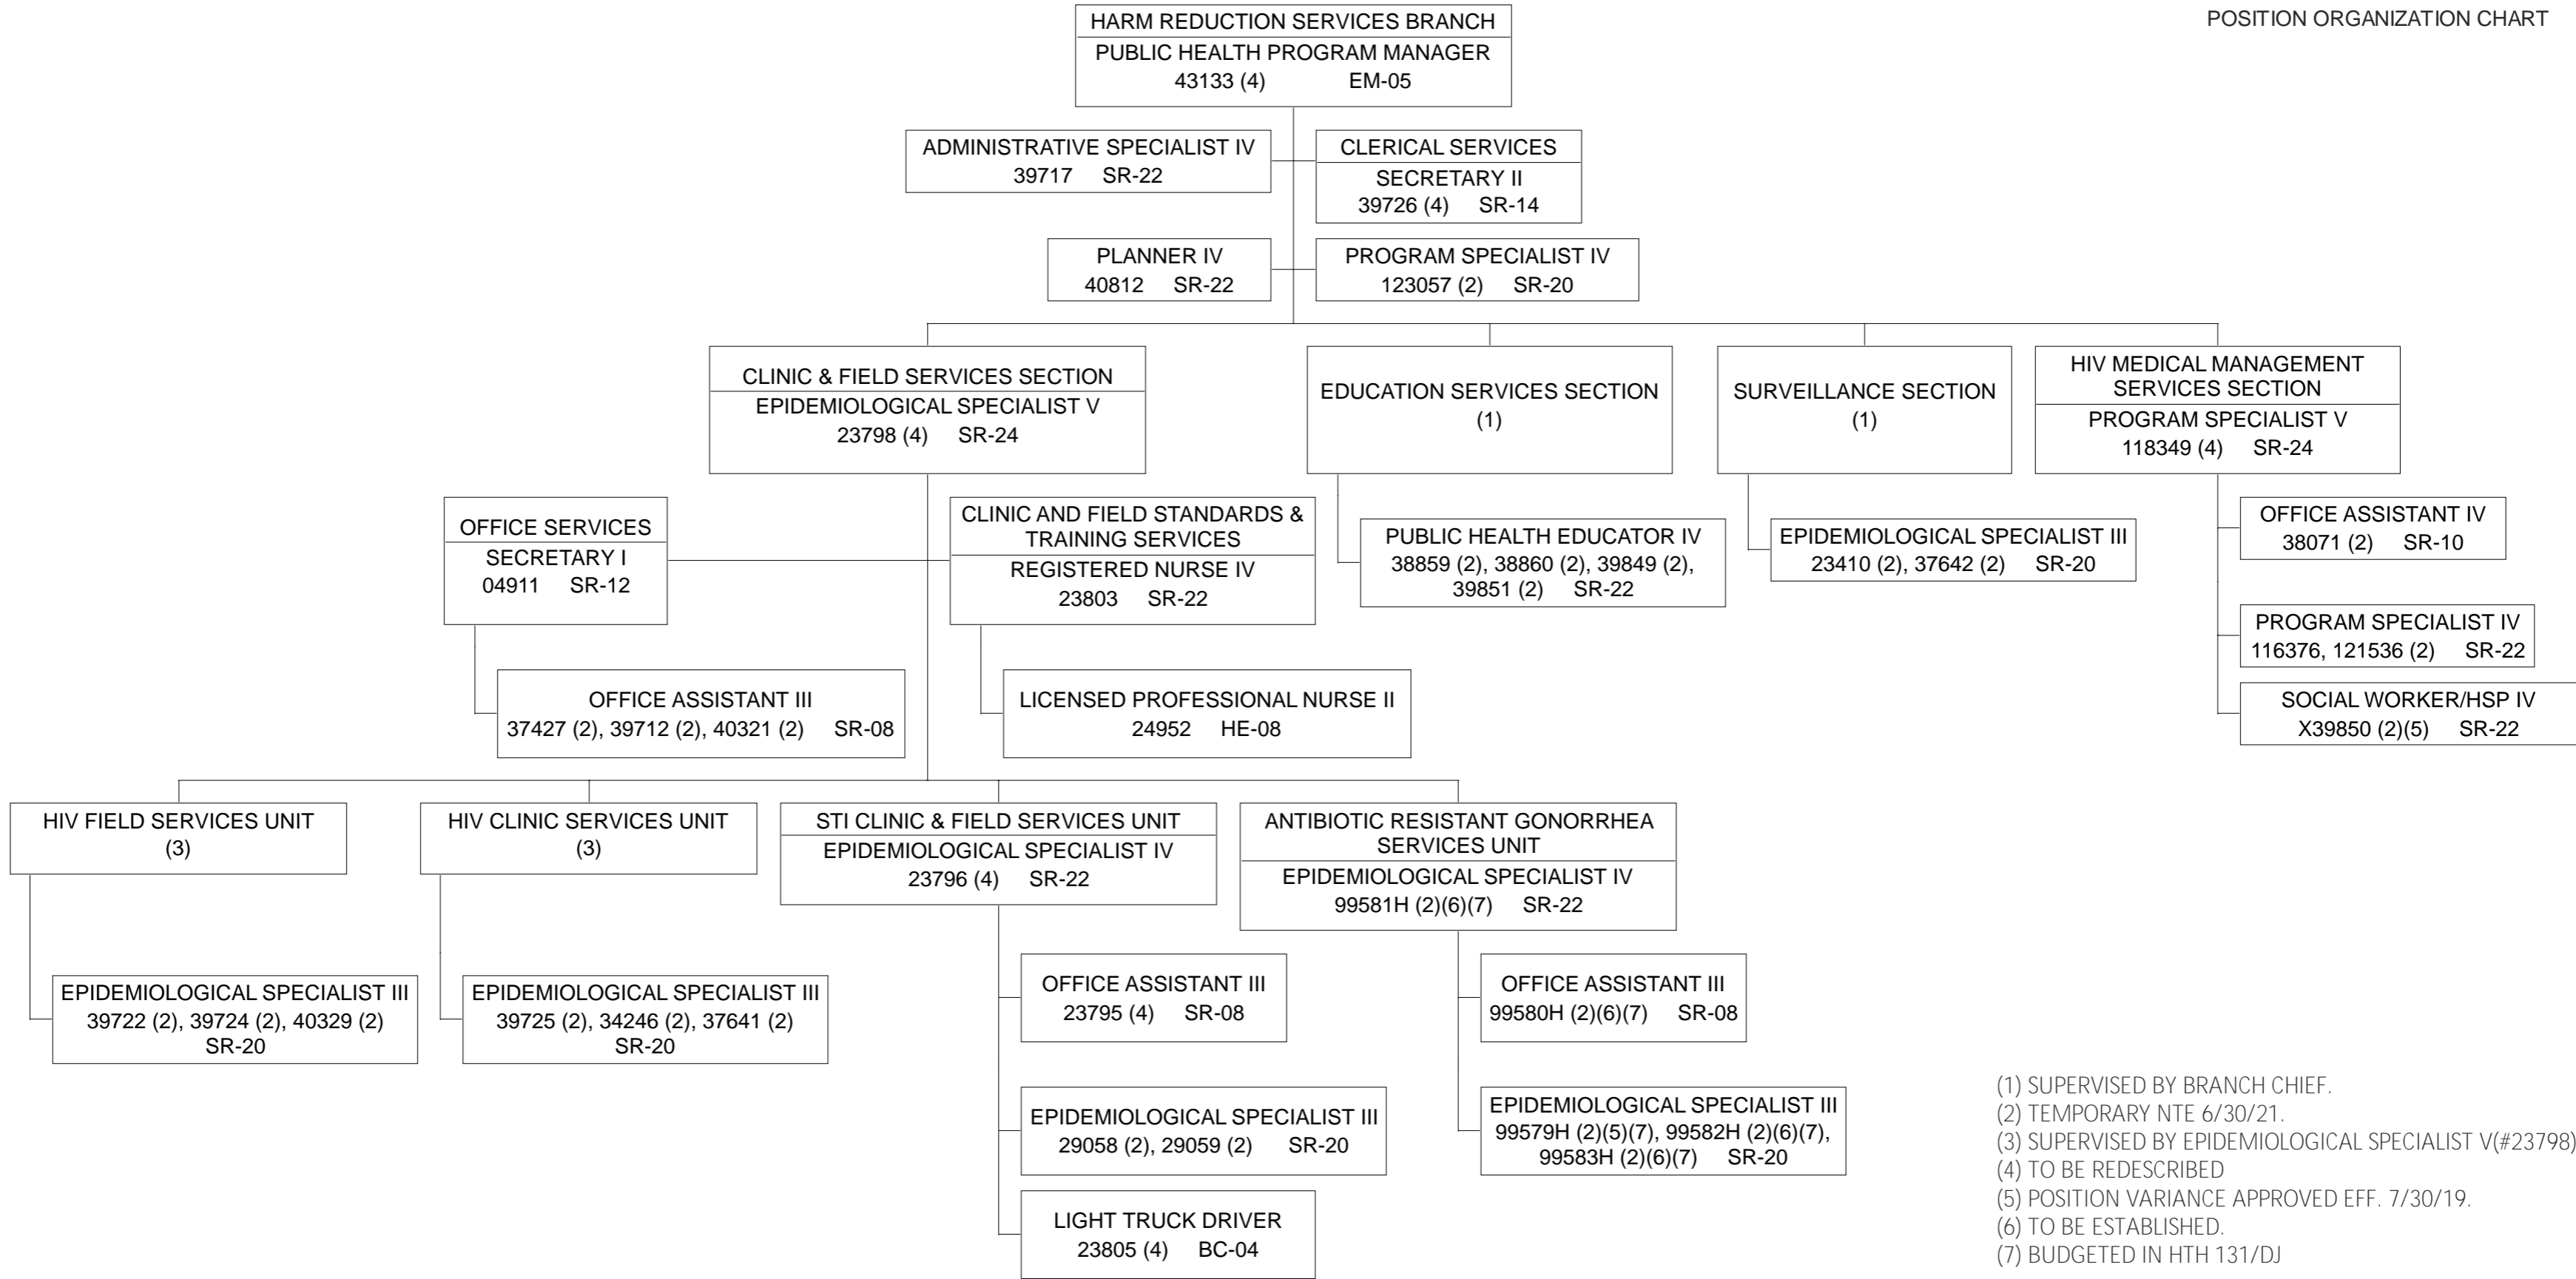 POSITION ORGANIZATION CHART
HARM REDUCTION SERVICES BRANCH
PUBLIC HEALTH PROGRAM MANAGER
43133 (4) EM-05
ADMINISTRATIVE SPECIALIST IV
39717 SR-22
CLERICAL SERVICES
SECRETARY II
39726 (4) SR-14
PLANNER IV
40812 SR-22
PROGRAM SPECIALIST IV
123057 (2) SR-20
CLINIC & FIELD SERVICES SECTION
EPIDEMIOLOGICAL SPECIALIST V
23798 (4) SR-24
EDUCATION SERVICES SECTION
(1)
SURVEILLANCE SECTION
(1)
HIV MEDICAL MANAGEMENT
SERVICES SECTION
PROGRAM SPECIALIST V
118349 (4) SR-24
OFFICE SERVICES
SECRETARY I
04911 SR-12
CLINIC AND FIELD STANDARDS &
TRAINING SERVICES
REGISTERED NURSE IV
23803 SR-22
PUBLIC HEALTH EDUCATOR IV
38859 (2), 38860 (2), 39849 (2),
39851 (2) SR-22
EPIDEMIOLOGICAL SPECIALIST III
23410 (2), 37642 (2) SR-20
OFFICE ASSISTANT IV
38071 (2) SR-10
PROGRAM SPECIALIST IV
116376, 121536 (2) SR-22
SOCIAL WORKER/HSP IV
X39850 (2)(5) SR-22
OFFICE ASSISTANT III
37427 (2), 39712 (2), 40321 (2) SR-08
LICENSED PROFESSIONAL NURSE II
24952 HE-08
HIV FIELD SERVICES UNIT
(3)
HIV CLINIC SERVICES UNIT
(3)
STI CLINIC & FIELD SERVICES UNIT
EPIDEMIOLOGICAL SPECIALIST IV
23796 (4) SR-22
ANTIBIOTIC RESISTANT GONORRHEA
SERVICES UNIT
EPIDEMIOLOGICAL SPECIALIST IV
99581H (2)(6)(7) SR-22
EPIDEMIOLOGICAL SPECIALIST III
39722 (2), 39724 (2), 40329 (2)
SR-20
EPIDEMIOLOGICAL SPECIALIST III
39725 (2), 34246 (2), 37641 (2)
SR-20
OFFICE ASSISTANT III
23795 (4) SR-08
EPIDEMIOLOGICAL SPECIALIST III
29058 (2), 29059 (2) SR-20
LIGHT TRUCK DRIVER
23805 (4) BC-04
OFFICE ASSISTANT III
99580H (2)(6)(7) SR-08
EPIDEMIOLOGICAL SPECIALIST III
99579H (2)(5)(7), 99582H (2)(6)(7),
99583H (2)(6)(7) SR-20
(1) SUPERVISED BY BRANCH CHIEF.
(2) TEMPORARY NTE 6/30/21.
(3) SUPERVISED BY EPIDEMIOLOGICAL SPECIALIST V(#23798)
(4) TO BE REDESCRIBED
(5) POSITION VARIANCE APPROVED EFF. 7/30/19.
(6) TO BE ESTABLISHED.
(7) BUDGETED IN HTH 131/DJ